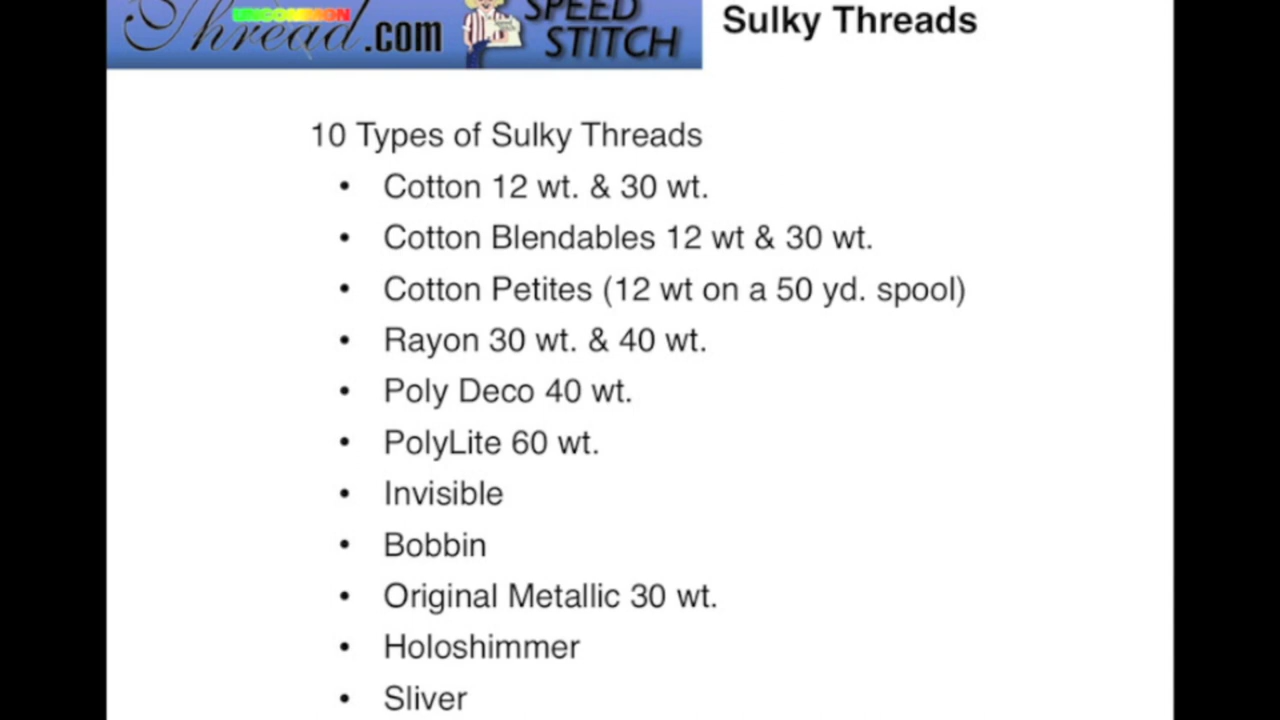 UNCOMMON
Thread.com
SPEED
STITCH
Sulky Threads
10 Types of Sulky Threads
• Cotton 12 wt. & 30 wt.
• Cotton Blendables 12 wt & 30 wt.
• Cotton Petites (12 wt on a 50 yd. spool)
• Rayon 30 wt. & 40 wt.
• Poly Deco 40 wt.
• PolyLite 60 wt.
• Invisible
• Bobbin
• Original Metallic 30 wt.
• Holoshimmer
• Sliver